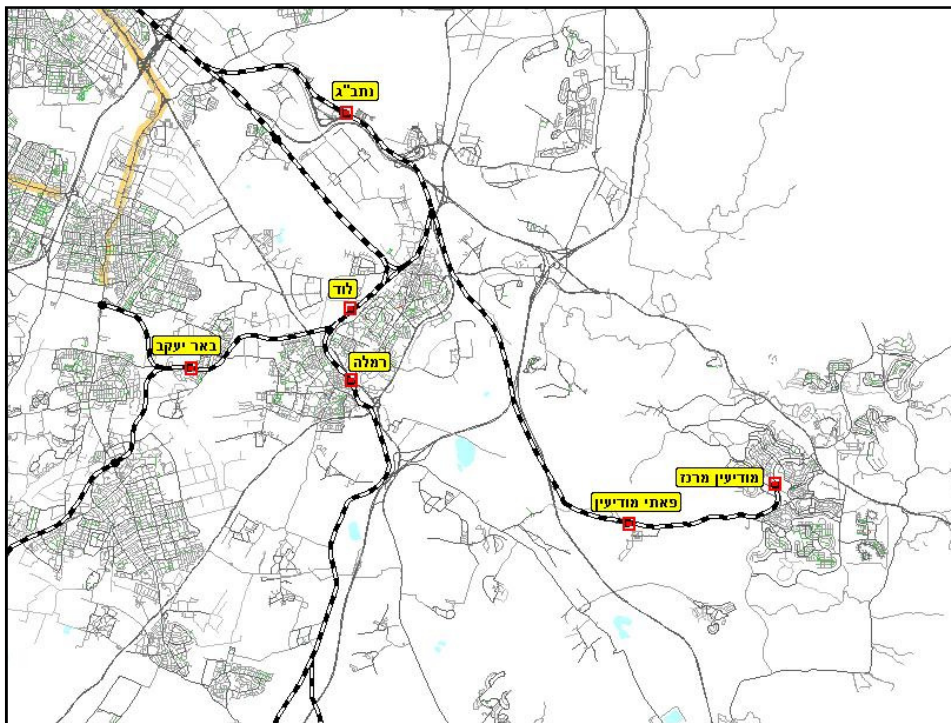 נתב"ג
לוד
באר יעקב
רמלה
מודיעין מרכז
פאתי מודיעין